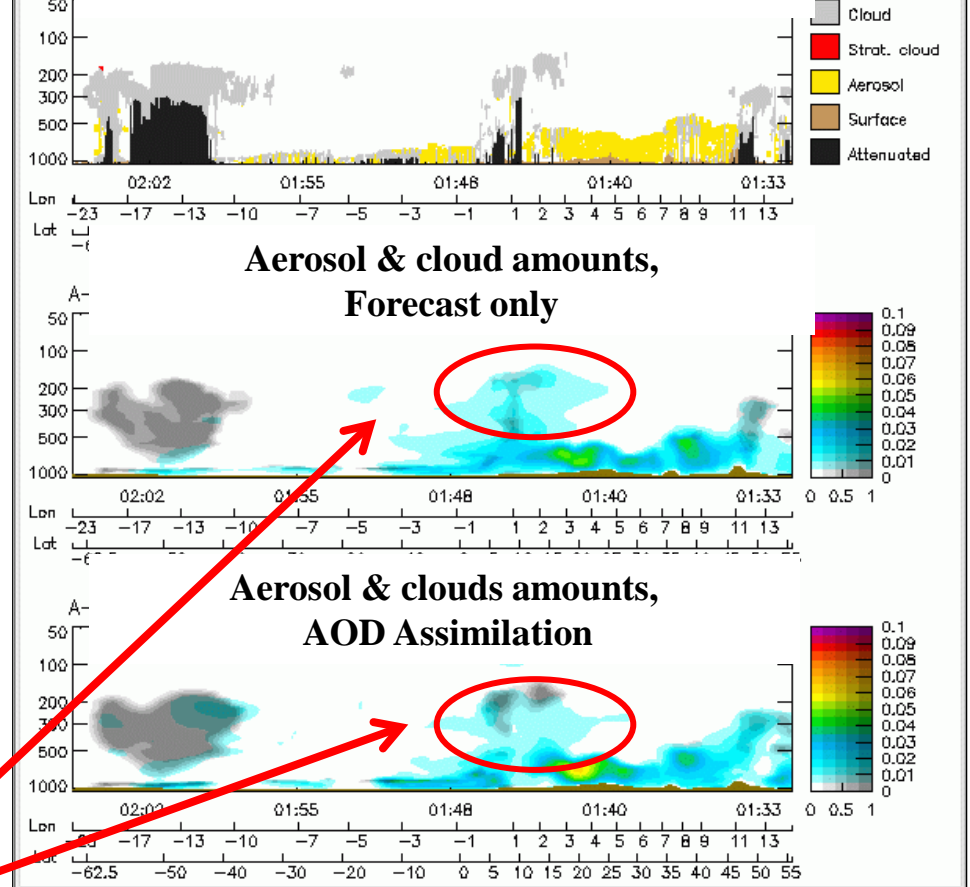 50
Cloud
100
Strat. cloud
200
Aerosol
300
500
Surface
1000
Attenuated
02:02 01:55 01:48 01:40 01:33
Lon -23 -17 -13 -10 -7 -5 -3 -1 1 2 3 4 5 6 7 8 9 11 13
Lat
Aerosol & cloud amounts,
Forecast only
A-
50
100
200
300
500
1000
0.1
0.09
0.08
0.07
0.06
0.05
0.04
0.03
0.02
0.01
0
0 0.5 1
02:02 01:55 01:48 01:40 01:33
Lon -23 -17 -13 -10 -7 -5 -3 -1 1 2 3 4 5 6 7 8 9 11 13
Lat
Aerosol & clouds amounts,
AOD Assimilation
A-
50
100
200
300
500
1000
0.1
0.09
0.08
0.07
0.06
0.05
0.04
0.03
0.02
0.01
0
0 0.5 1
02:02 01:55 01:48 01:40 01:33
Lon -23 -17 -13 -10 -7 -5 -3 -1 1 2 3 4 5 6 7 8 9 11 13
Lat -62.5 -50 -40 -30 -20 -10 0 5 10 15 20 25 30 35 40 45 50 55